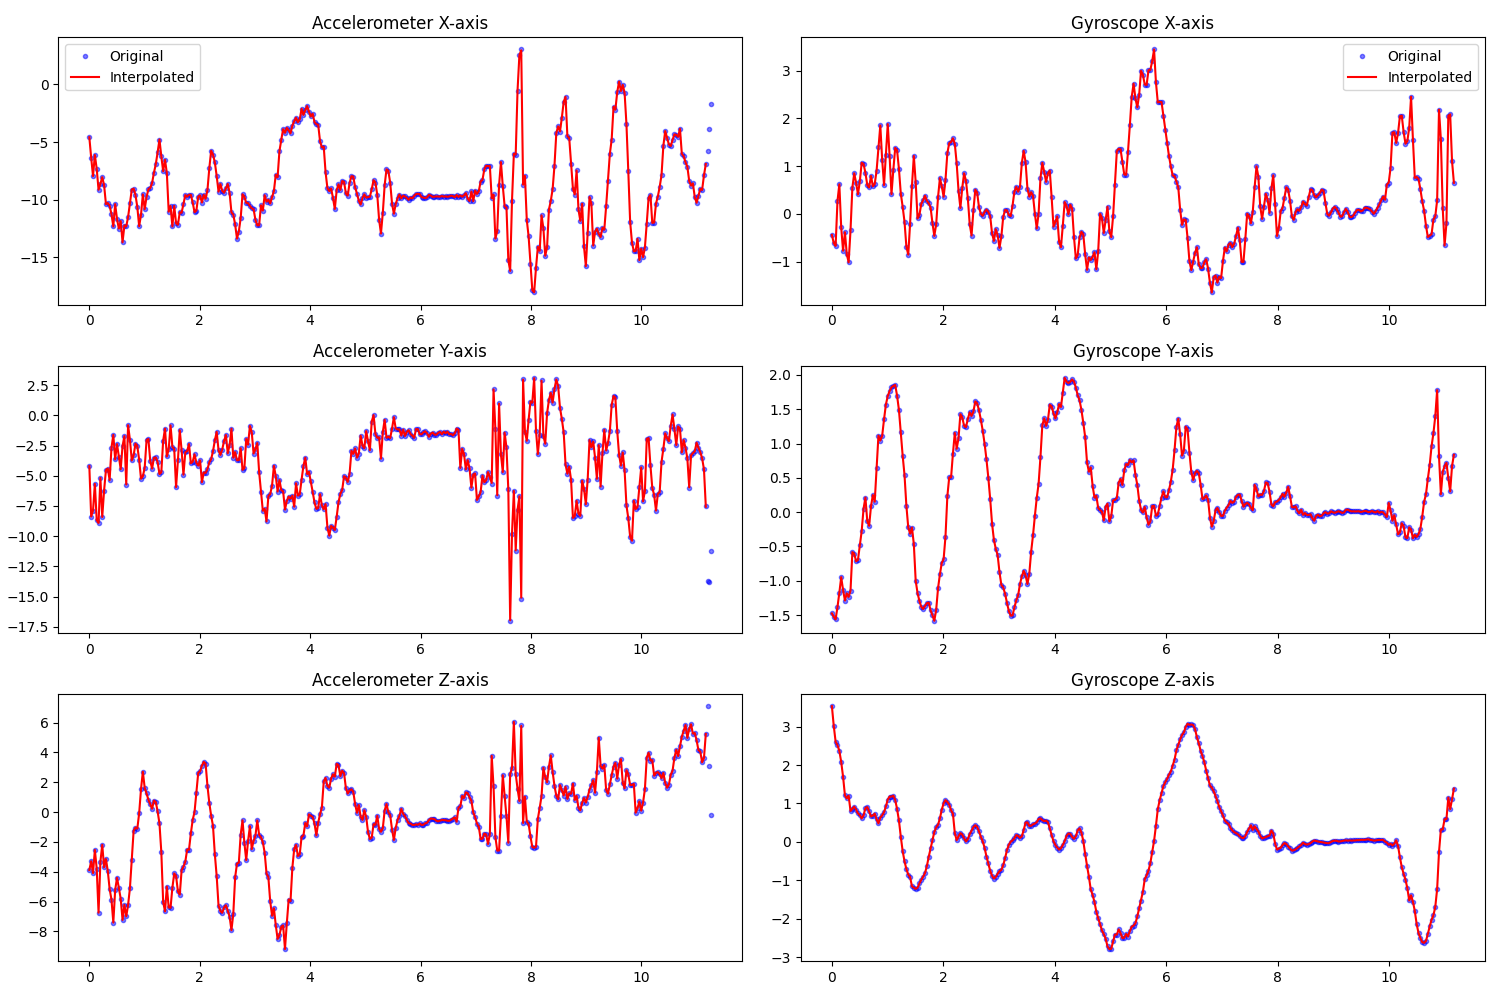 Accelerometer X-axis
Original
Interpolated
0
−5
−10
−15
0 2 4 6 8 10
Gyroscope X-axis
Original
Interpolated
3
2
1
0
−1
0 2 4 6 8 10
Accelerometer Y-axis
2.5
0.0
−2.5
−5.0
−7.5
−10.0
−12.5
−15.0
−17.5
0 2 4 6 8 10
Gyroscope Y-axis
2.0
1.5
1.0
0.5
0.0
−0.5
−1.0
−1.5
0 2 4 6 8 10
Accelerometer Z-axis
6
4
2
0
−2
−4
−6
−8
0 2 4 6 8 10
Gyroscope Z-axis
3
2
1
0
−1
−2
−3
0 2 4 6 8 10